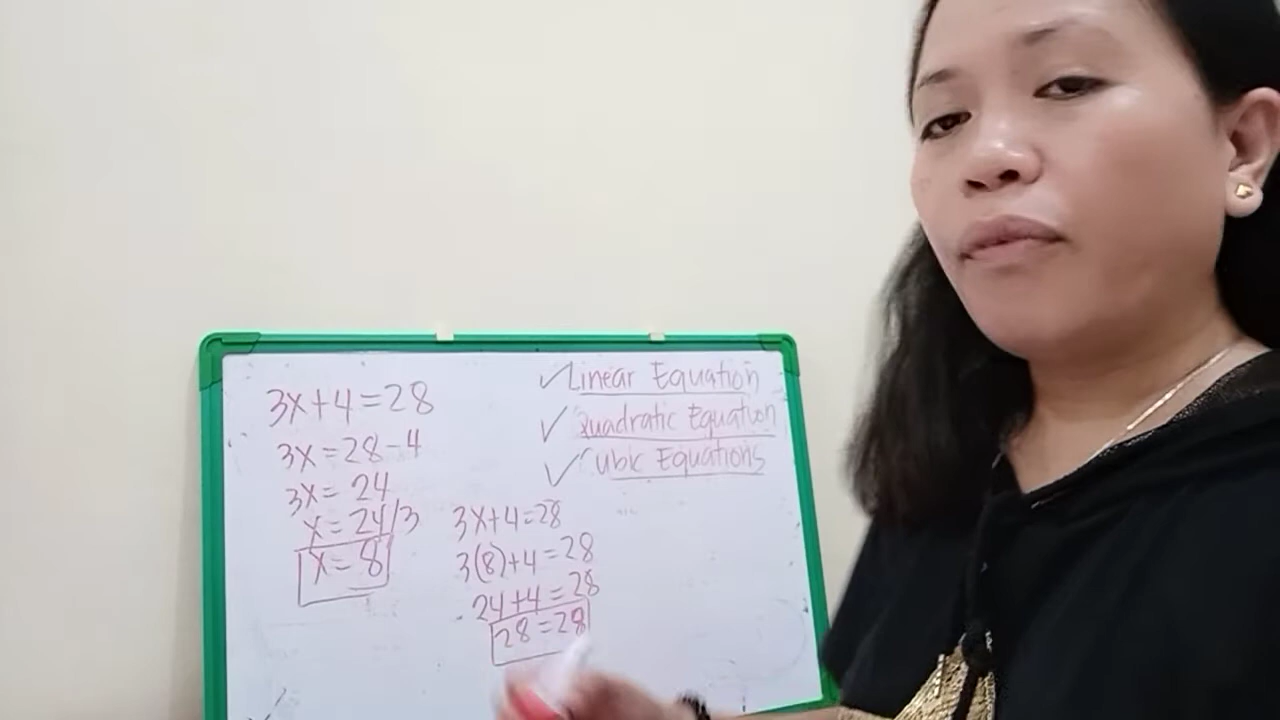 3x+4=28
3x=28-4
3x=24
x=24/3
x=8
✓Linear Equation
✓Quadratic Equation
✓Cubic Equations
3x+4=28
3(8)+4=28
24+4=28
28=28